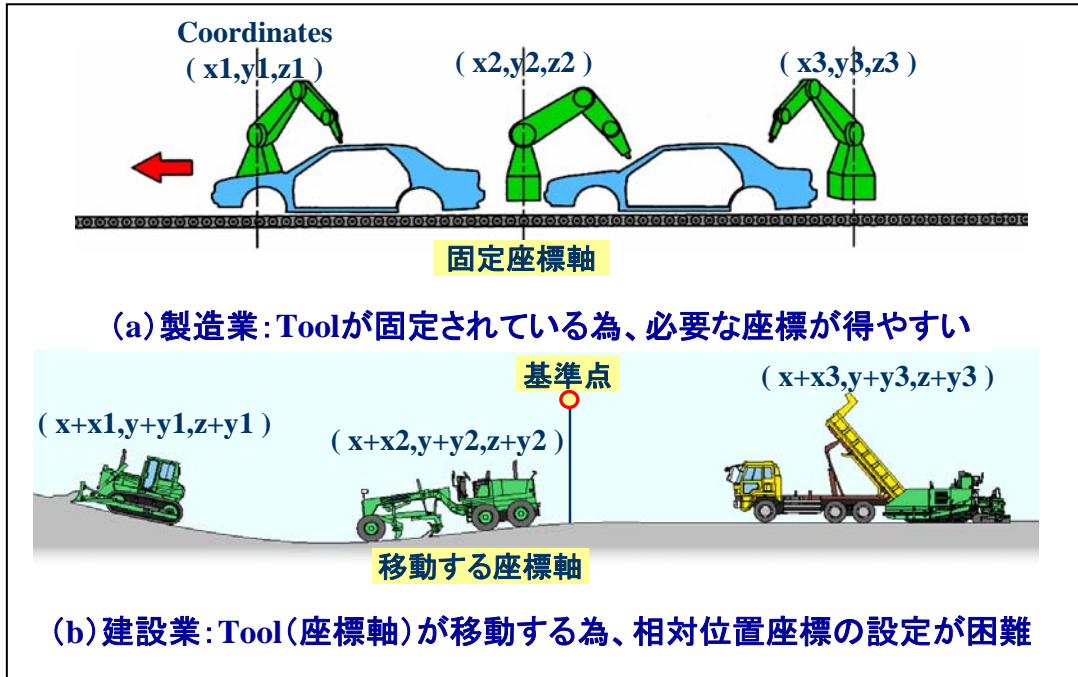 Coordinates
( x1,y1,z1 )
( x2,y2,z2 )
( x3,y3,z3 )
固定座標軸
(a)製造業:Toolが固定されている為、必要な座標が得やすい
基準点
( x+x3,y+y3,z+y3 )
( x+x1,y+y1,z+y1 )
( x+x2,y+y2,z+y2 )
移動する座標軸
(b)建設業:Tool(座標軸)が移動する為、相対位置座標の設定が困難